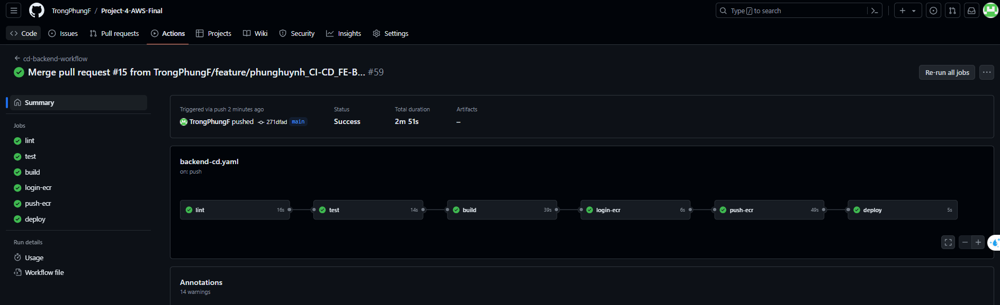 TrongPhungF / Project-4-AWS-Final
Type / to search
Code Issues Pull requests Actions Projects Wiki Security Insights Settings
cd-backend-workflow
Merge pull request #15 from TrongPhungF/feature/phunghuynh_CI-CD_FE-B... #59
Re-run all jobs
Summary
Jobs
lint
test
build
login-ecr
push-ecr
deploy
Run details
Usage
Workflow file
Triggered via push 2 minutes ago
TrongPhungF pushed 271dfad main
Status
Success
Total duration
2m 51s
Artifacts
–
backend-cd.yaml
on: push
lint 16s
test 14s
build 39s
login-ecr 6s
push-ecr 49s
deploy 5s
Annotations
14 warnings